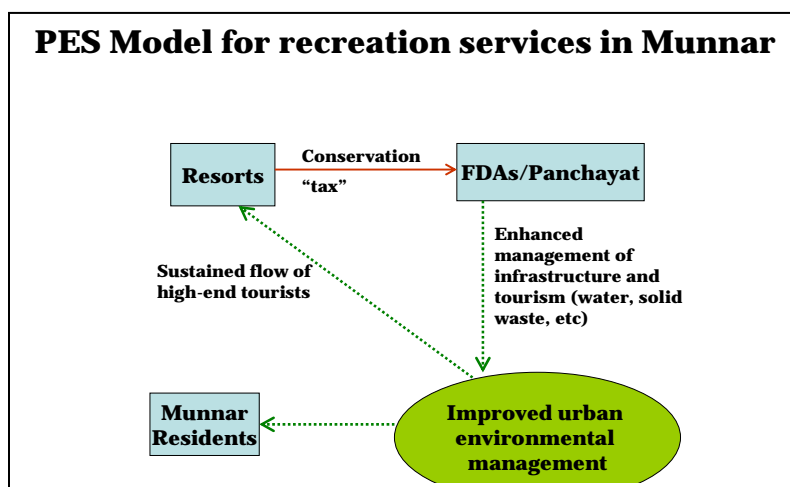 PES Model for recreation services in Munnar
Resorts
Conservation
“tax”
FDAs/Panchayat
Enhanced
management of
infrastructure and
tourism (water, solid
waste, etc)
Sustained flow of
high-end tourists
Munnar
Residents
Improved urban
environmental
management